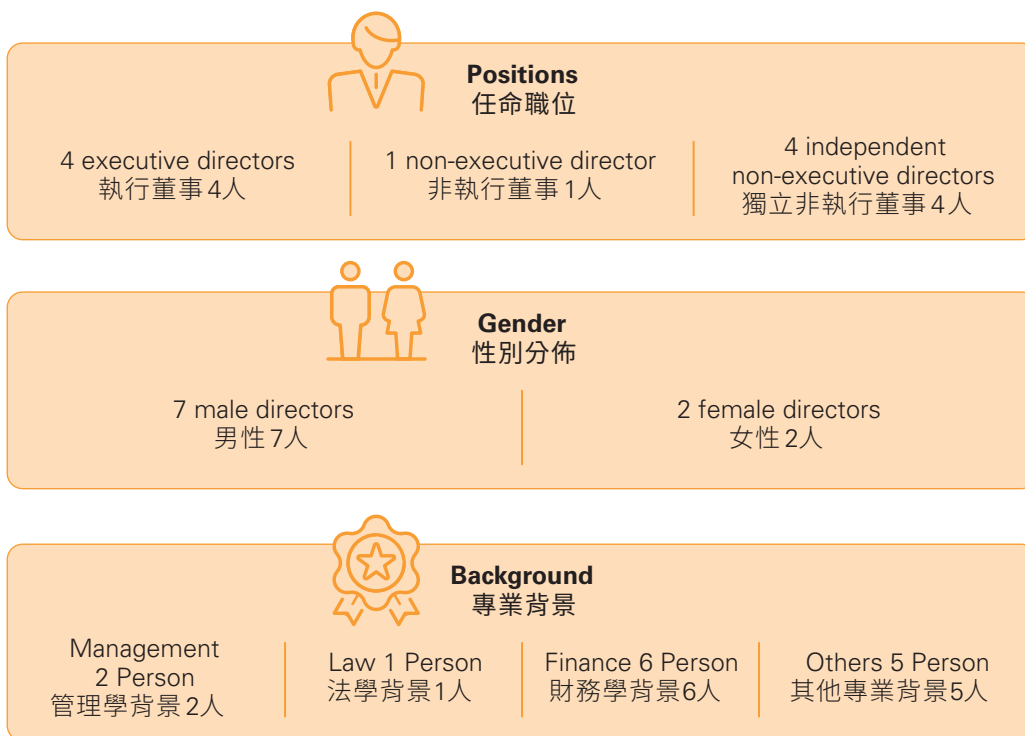 Positions
任命職位
4 executive directors
執行董事4人
1 non-executive director
非執行董事1人
4 independent
non-executive directors
獨立非執行董事4人
Gender
性別分佈
7 male directors
男性7人
2 female directors
女性2人
Background
專業背景
Management
2 Person
管理學背景2人
Law 1 Person
法學背景1人
Finance 6 Person
財務學背景6人
Others 5 Person
其他專業背景5人